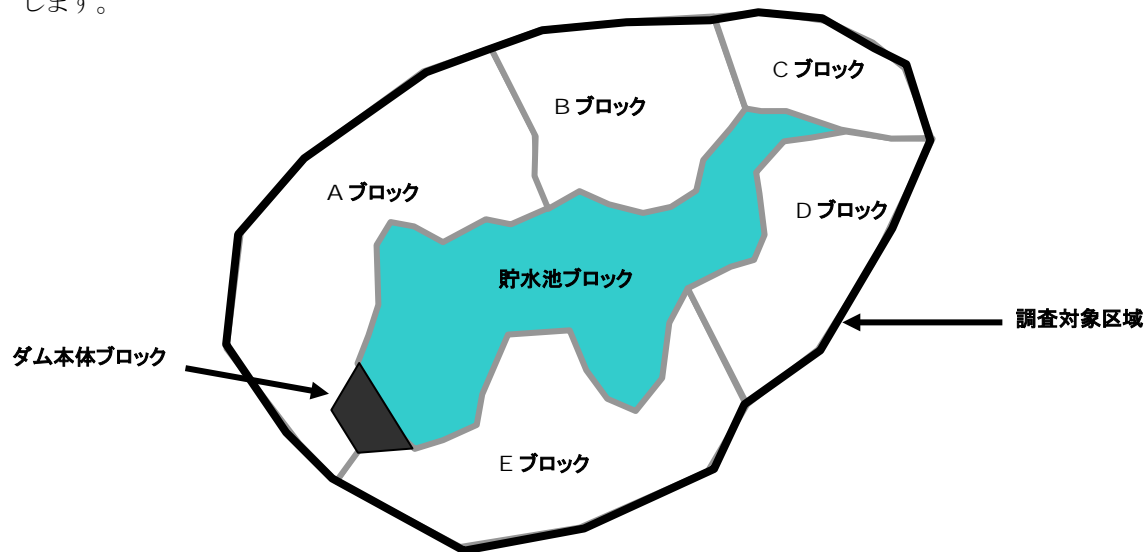 します。
C ブロック
B ブロック
A ブロック
D ブロック
貯水池ブロック
調査対象区域
ダム本体ブロック
E ブロック